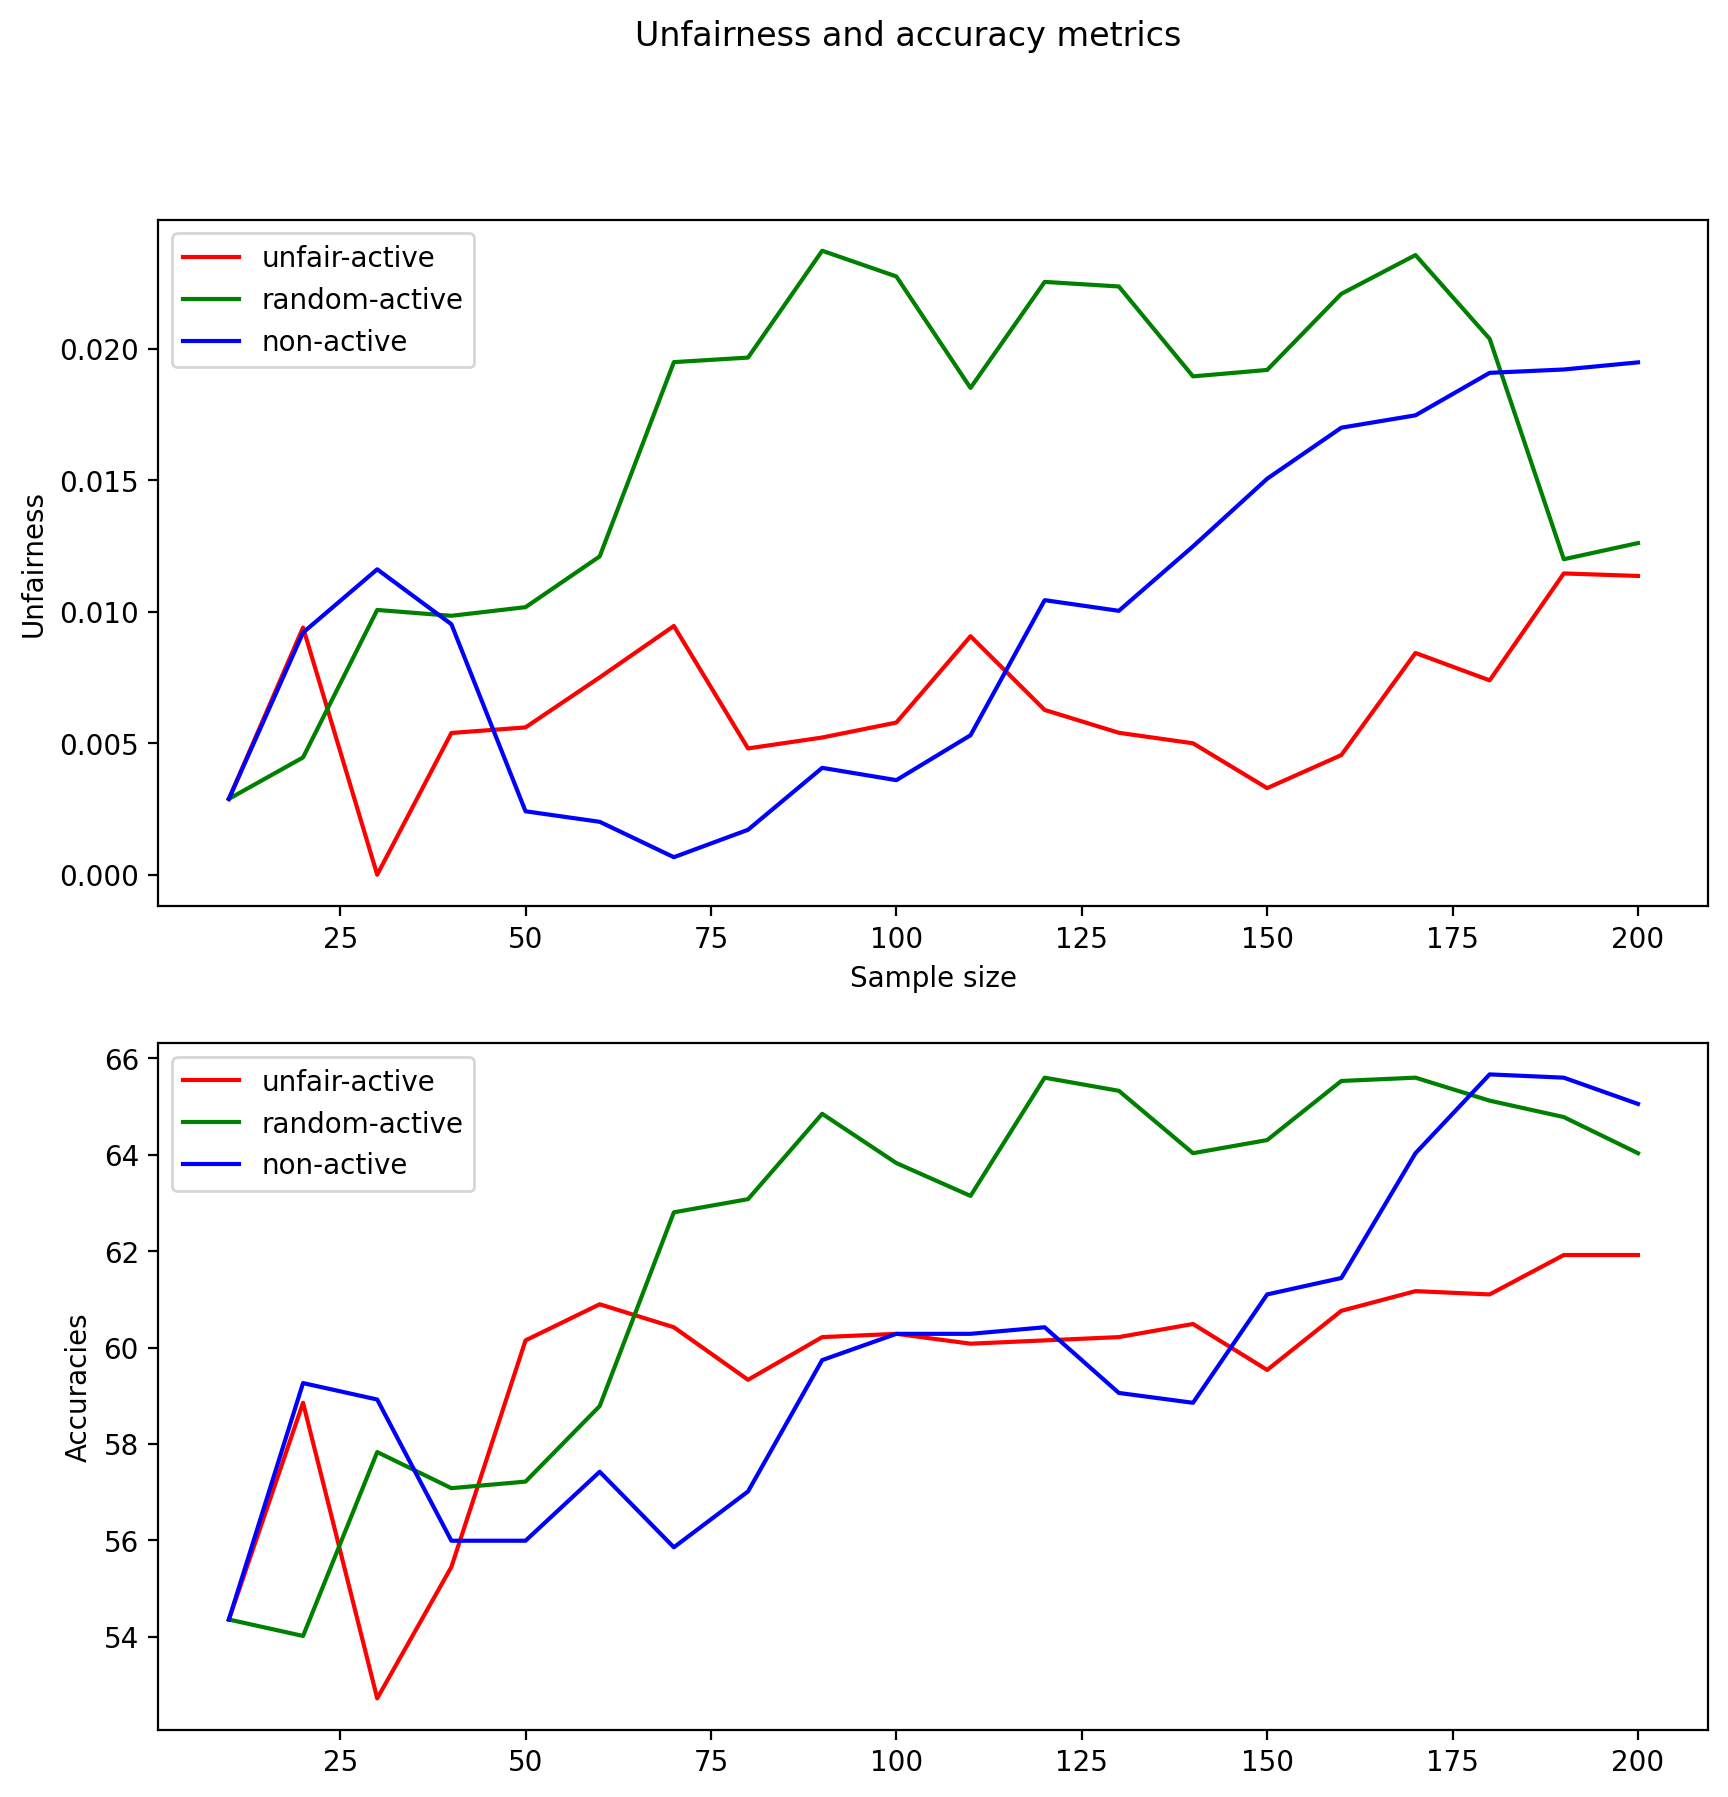 Unfairness and accuracy metrics
unfair-active
random-active
non-active
Unfairness
0.020
0.015
0.010
0.005
0.000
25 50 75 100 125 150 175 200
Sample size
unfair-active
random-active
non-active
Accuracies
66
64
62
60
58
56
54
25 50 75 100 125 150 175 200